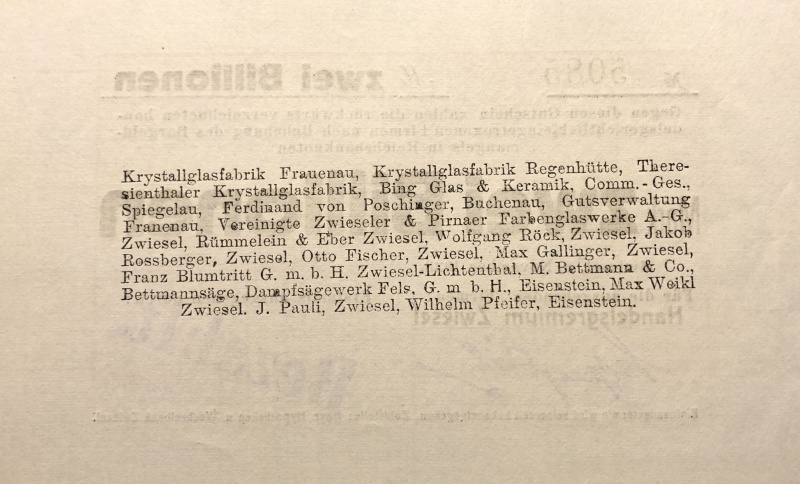 Krystallglasfabrik Frauenau, Krystallglasfabrik Regenhütte, There-
sienthaler Krystallglasfabrik, Bing Glas & Keramik, Comm.-Ges.,
Spiegelau, Ferdinand von Poschinger, Buchenau, Gutsverwaltung
Franenau, Vereinigte Zwieseler & Pirnaer Farbenglaswerke A.-G.,
Zwiesel, Rümmelein & Eber Zwiesel, Wolfgang Röck, Zwiesel. Jakob
Rossberger, Zwiesel, Otto Fischer, Zwiesel, Max Gallinger, Zwiesel,
Franz Blumtritt G. m. b. H. Zwiesel-Lichtenthal, M. Bettmann & Co.,
Bettmannsäge, Dampfsägewerk Fels, G. m b. H., Eisenstein, Max Weikl
Zwiesel. J. Pauli, Zwiesel, Wilhelm Pfeifer, Eisenstein.